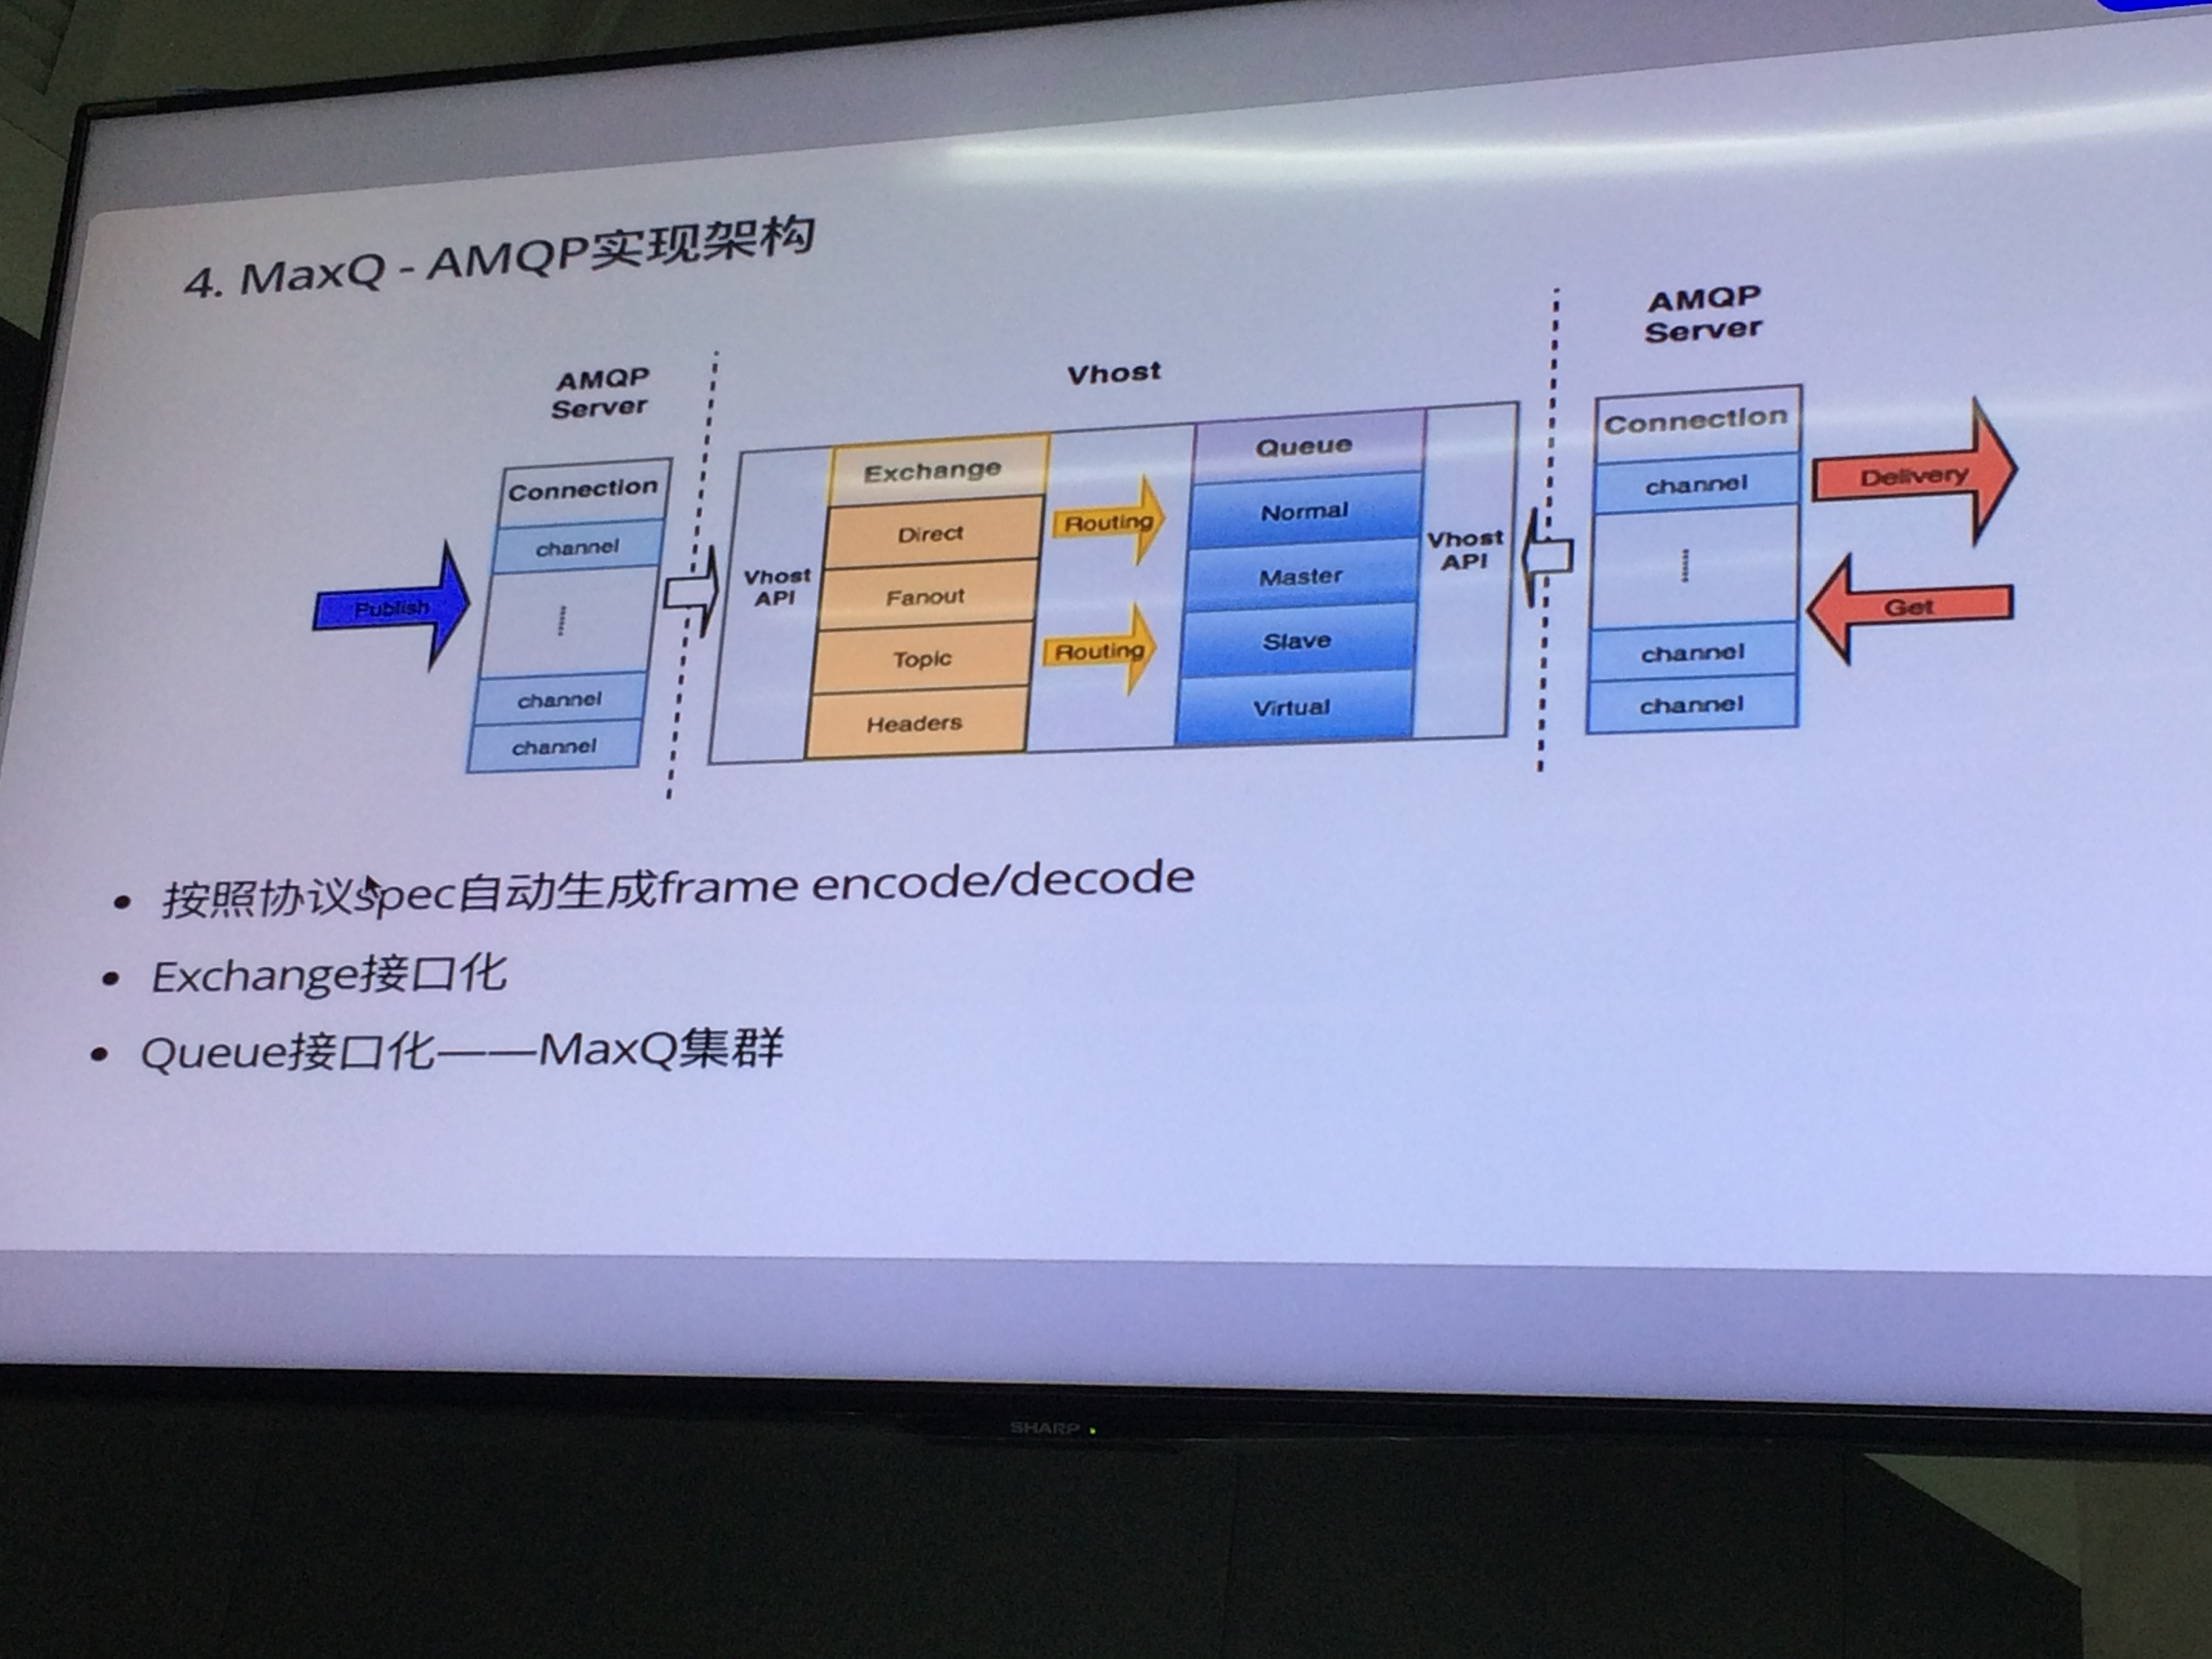 4. MaxQ - AMQP实现架构
AMQP
Server
Vhost
AMQP
Server
Connection
channel
channel
channel
Publish
Vhost
API
Exchange
Direct
Fanout
Topic
Headers
Routing
Routing
Queue
Normal
Master
Slave
Virtual
Vhost
API
Connection
channel
channel
channel
Delivery
Get
• 按照协议spec自动生成frame encode/decode
• Exchange接口化
• Queue接口化——MaxQ集群
SHARP